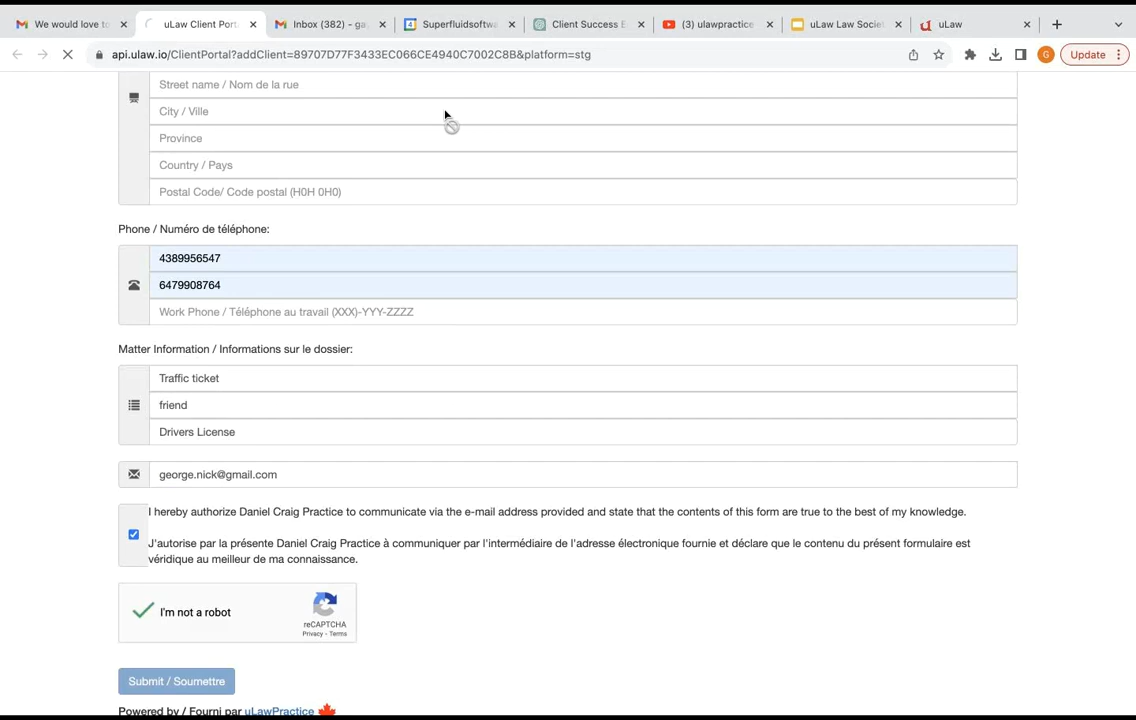 We would love to
uLaw Client Port
Inbox (382) – ga
Superfluidsoftwa
Client Success E
(3) ulawpractice
uLaw Law Societ
uLaw
api.ulaw.io/ClientPortal?addClient=89707D77F3433EC066CE4940C7002C8B&platform=stg
G
Update
Street name / Nom de la rue
City / Ville
Province
Country / Pays
Postal Code/ Code postal (H0H 0H0)
Phone / Numéro de téléphone:
4389956547
6479908764
Work Phone / Téléphone au travail (XXX)-YYY-ZZZZ
Matter Information / Informations sur le dossier:
Traffic ticket
friend
Drivers License
george.nick@gmail.com
I hereby authorize Daniel Craig Practice to communicate via the e-mail address provided and state that the contents of this form are true to the best of my knowledge.
J'autorise par la présente Daniel Craig Practice à communiquer par l'intermédiaire de l'adresse électronique fournie et déclare que le contenu du présent formulaire est
véridique au meilleur de ma connaissance.
I'm not a robot
reCAPTCHA
Privacy - Terms
Submit / Soumettre
Powered by / Fourni par uLawPractice